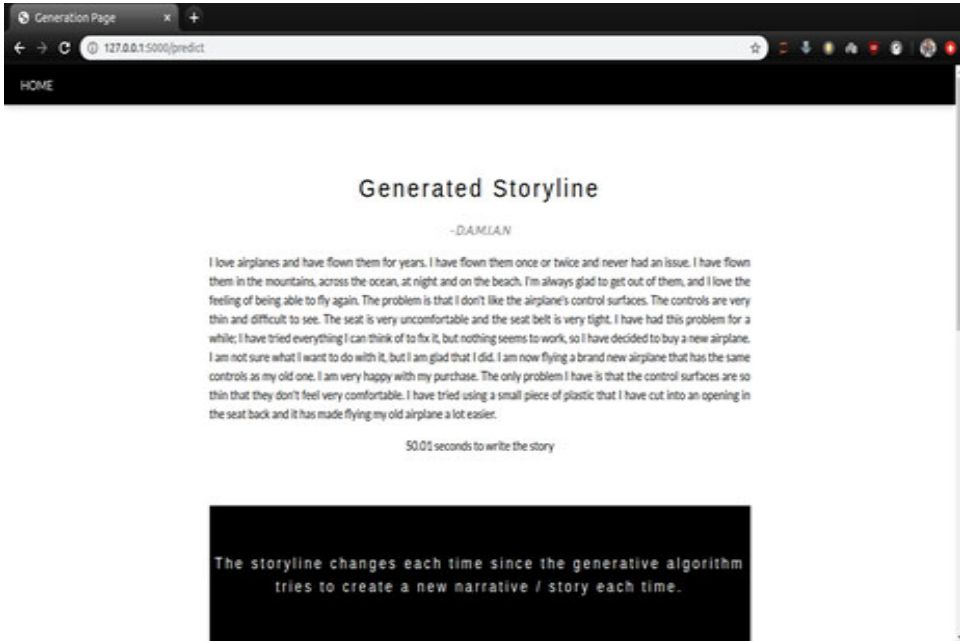 Generation Page
127.0.0.1:5000/predict
HOME
Generated Storyline
-D.A.M.I.A.N
I love airplanes and have flown them for years. I have flown them once or twice and never had an issue. I have flown
them in the mountains, across the ocean, at night and on the beach. I'm always glad to get out of them, and I love the
feeling of being able to fly again. The problem is that I don't like the airplane's control surfaces. The controls are very
thin and difficult to see. The seat is very uncomfortable and the seat belt is very tight. I have had this problem for a
while; I have tried everything I can think of to fix it, but nothing seems to work, so I have decided to buy a new airplane.
I am not sure what I want to do with it, but I am glad that I did. I am now flying a brand new airplane that has the same
controls as my old one. I am very happy with my purchase. The only problem I have is that the control surfaces are so
thin that they don't feel very comfortable. I have tried using a small piece of plastic that I have cut into an opening in
the seat back and it has made flying my old airplane a lot easier.
50.01 seconds to write the story
The storyline changes each time since the generative algorithm
tries to create a new narrative / story each time.